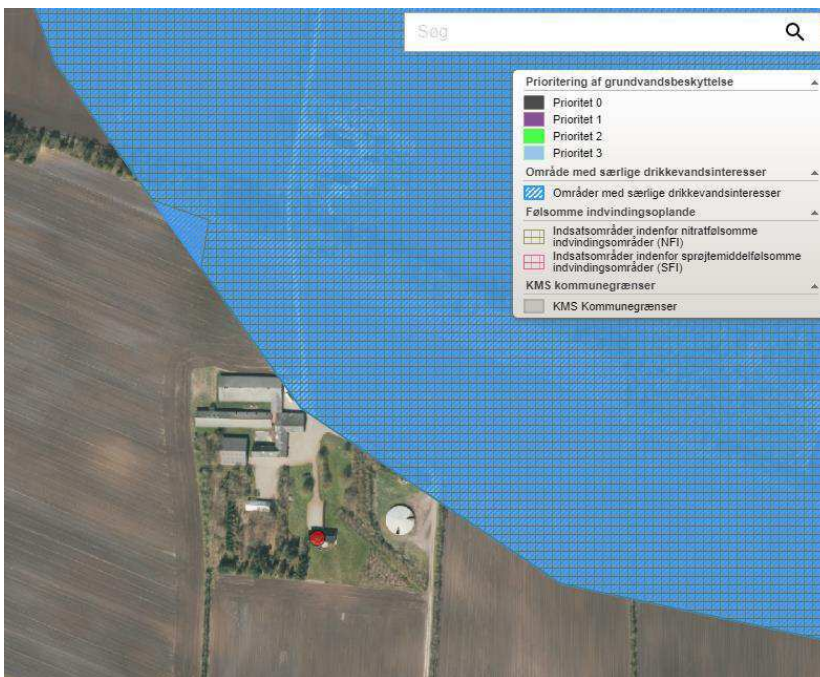 Søg
Prioritering af grundvandsbeskyttelse
Prioritet 0
Prioritet 1
Prioritet 2
Prioritet 3
Område med særlige drikkevandsinteresser
Områder med særlige drikkevandsinteresser
Følsomme indvindingsoplande
Indsatsområder indenfor nitratfølsomme
indvindingsområder (NFI)
Indsatsområder indenfor sprøjtemiddelfølsomme
indvindingsområder (SFI)
KMS kommunegrænser
KMS Kommunegrænser